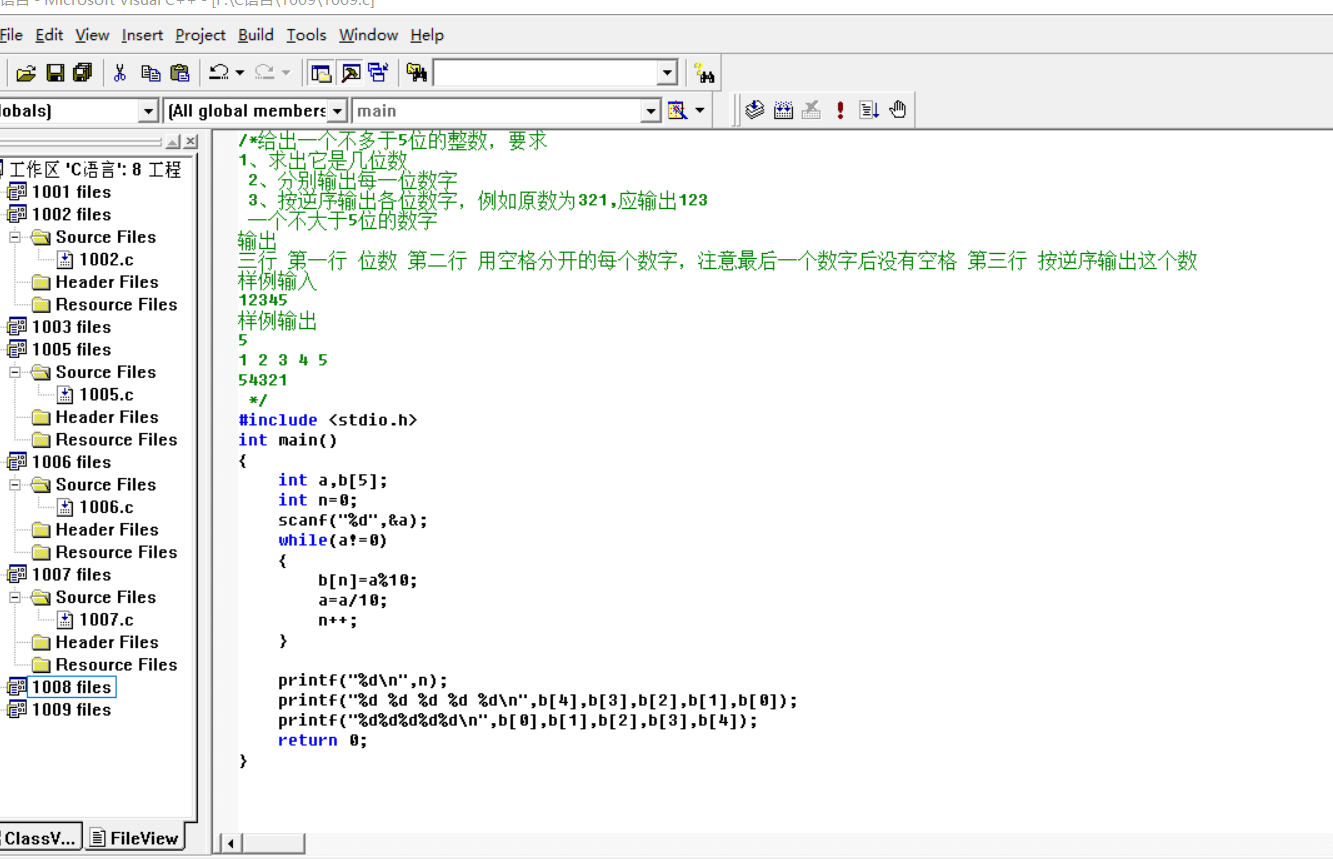 语言 - Microsoft Visual C++ - [F:\C语言\1009\1009.c]
File Edit View Insert Project Build Tools Window Help
lobals) (All global members main
工作区 'C语言': 8 工程
1001 files
1002 files
Source Files
1002.c
Header Files
Resource Files
1003 files
1005 files
Source Files
1005.c
Header Files
Resource Files
1006 files
Source Files
1006.c
Header Files
Resource Files
1007 files
Source Files
1007.c
Header Files
Resource Files
1008 files
1009 files
ClassV... FileView
/*给出一个不多于5位的整数，要求
1、求出它是几位数
2、分别输出每一位数字
3、按逆序输出各位数字，例如原数为321,应输出123
一个不大于5位的数字
输出
三行 第一行 位数 第二行 用空格分开的每个数字，注意最后一个数字后没有空格 第三行 按逆序输出这个数
样例输入
12345
样例输出
5
1 2 3 4 5
54321
*/
#include <stdio.h>
int main()
{
int a,b[5];
int n=0;
scanf("%d",&a);
while(a!=0)
{
b[n]=a%10;
a=a/10;
n++;
}
printf("%d\n",n);
printf("%d %d %d %d %d\n",b[4],b[3],b[2],b[1],b[0]);
printf("%d%d%d%d%d\n",b[0],b[1],b[2],b[3],b[4]);
return 0;
}